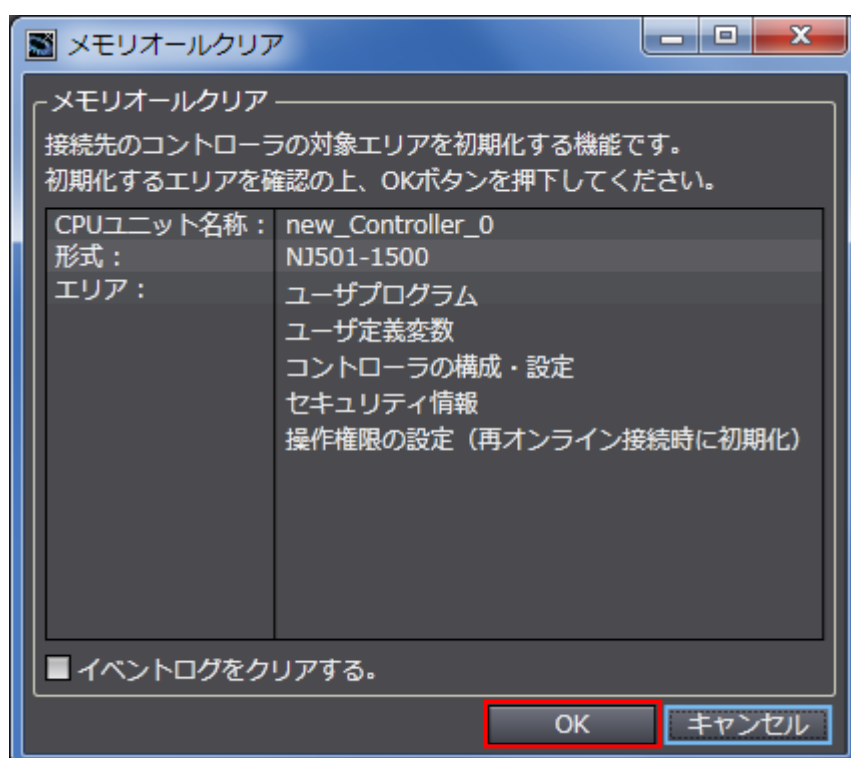 メモリオールクリア
メモリオールクリア
接続先のコントローラの対象エリアを初期化する機能です。
初期化するエリアを確認の上、OKボタンを押下してください。
CPUユニット名称： new_Controller_0
形式： NJ501-1500
エリア： ユーザプログラム
ユーザ定義変数
コントローラの構成・設定
セキュリティ情報
操作権限の設定（再オンライン接続時に初期化）
イベントログをクリアする。
OK キャンセル